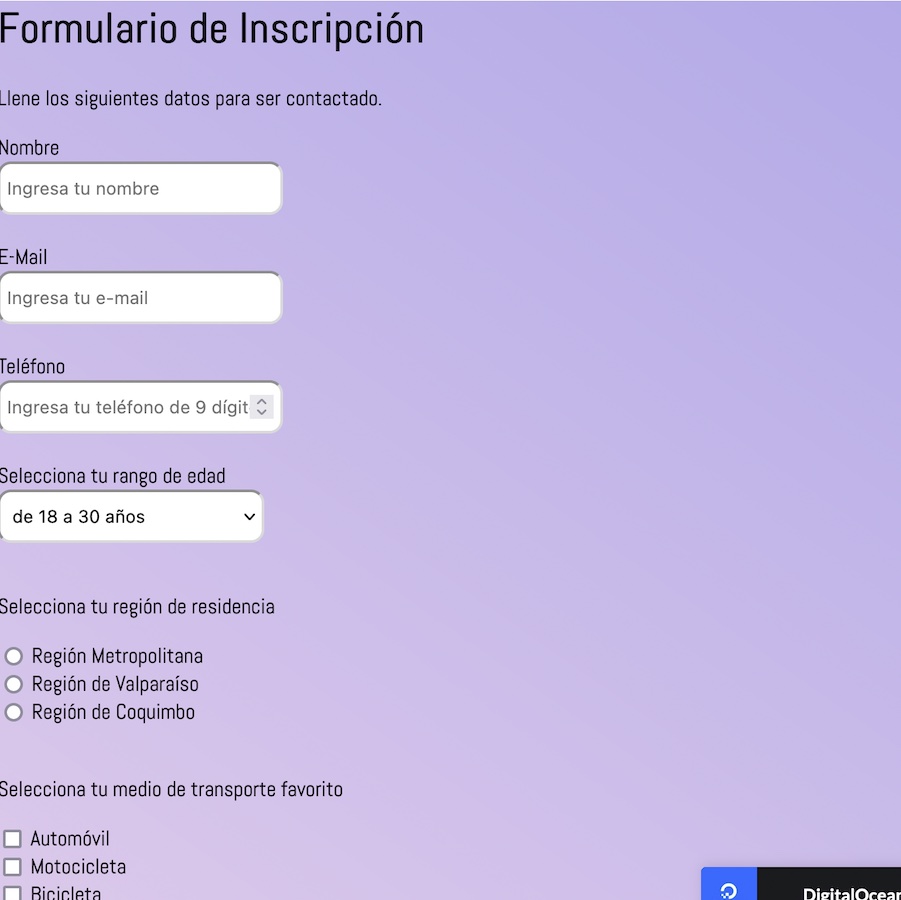 Formulario de Inscripción
Llene los siguientes datos para ser contactado.
Nombre
Ingresa tu nombre
E-Mail
Ingresa tu e-mail
Teléfono
Ingresa tu teléfono de 9 dígit
Selecciona tu rango de edad
de 18 a 30 años
Selecciona tu región de residencia
Región Metropolitana
Región de Valparaíso
Región de Coquimbo
Selecciona tu medio de transporte favorito
Automóvil
Motocicleta
Bicicleta
DigitalOcean